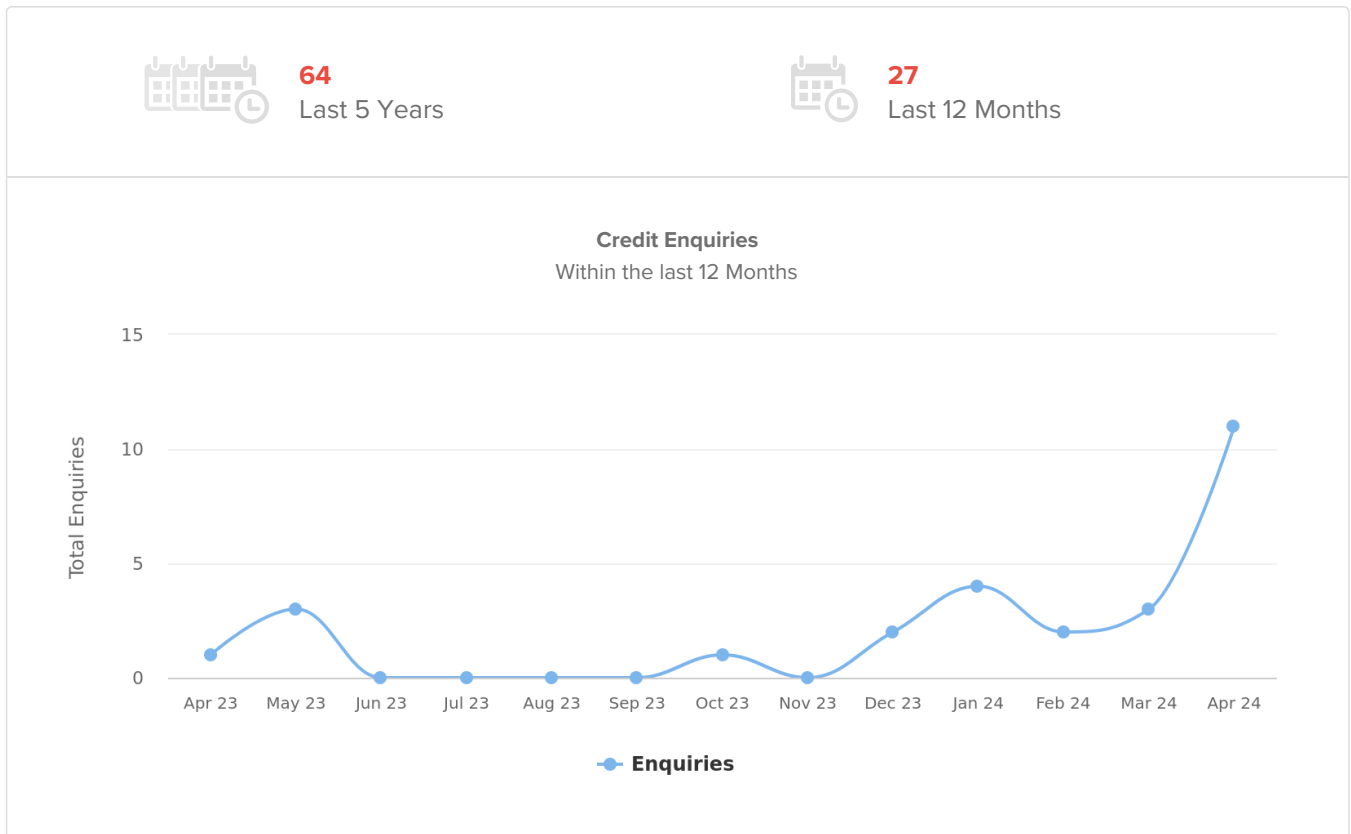 64
Last 5 Years
27
Last 12 Months
Credit Enquiries
Within the last 12 Months
Total Enquiries
15
10
5
0
Apr 23 May 23 Jun 23 Jul 23 Aug 23 Sep 23 Oct 23 Nov 23 Dec 23 Jan 24 Feb 24 Mar 24 Apr 24
Enquiries